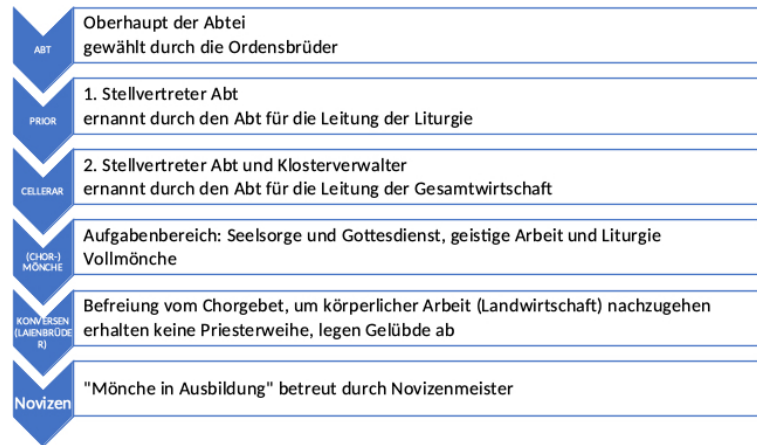 ABT
Oberhaupt der Abtei
gewählt durch die Ordensbrüder
PRIOR
1. Stellvertreter Abt
ernannt durch den Abt für die Leitung der Liturgie
CELLERAR
2. Stellvertreter Abt und Klosterverwalter
ernannt durch den Abt für die Leitung der Gesamtwirtschaft
(CHOR-)
MÖNCHE
Aufgabenbereich: Seelsorge und Gottesdienst, geistige Arbeit und Liturgie
Vollmönche
KONVERSEN
(LAIENBRÜDE
R)
Befreiung vom Chorgebet, um körperlicher Arbeit (Landwirtschaft) nachzugehen
erhalten keine Priesterweihe, legen Gelübde ab
Novizen
"Mönche in Ausbildung" betreut durch Novizenmeister